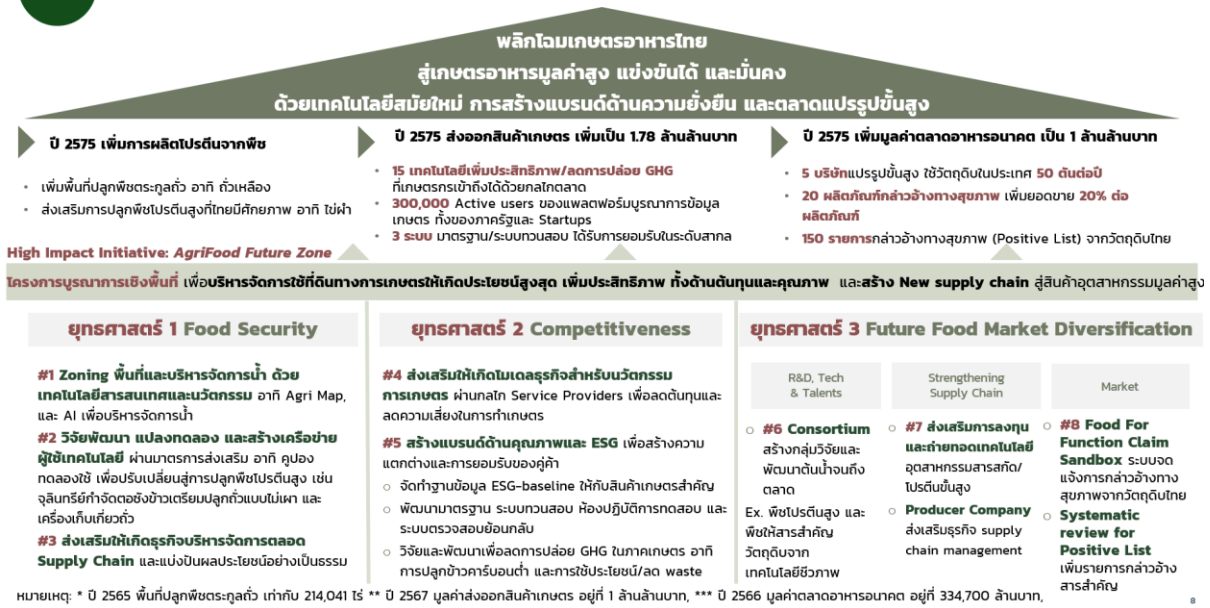 พลิกโฉมเกษตรอาหารไทย
สู่เกษตรอาหารมูลค่าสูง แข่งขันได้ และมั่นคง
ด้วยเทคโนโลยีสมัยใหม่ การสร้างแบรนด์ด้านความยั่งยืน และตลาดแปรรูปขั้นสูง
ปี 2575 เพิ่มการผลิตโปรตีนจากพืช
• เพิ่มพื้นที่ปลูกพืชตระกูลถั่ว อาทิ ถั่วเหลือง
• ส่งเสริมการปลูกพืชโปรตีนสูงที่ไทยมีศักยภาพ อาทิ ไข่ผำ
ปี 2575 ส่งออกสินค้าเกษตร เพิ่มเป็น 1.78 ล้านล้านบาท
• 15 เทคโนโลยีเพิ่มประสิทธิภาพ/ลดการปล่อย GHG
ที่เกษตรกรเข้าถึงได้ด้วยกลไกตลาด
• 300,000 Active users ของแพลตฟอร์มบูรณาการข้อมูล
เกษตร ทั้งของภาครัฐและ Startups
• 3 ระบบ มาตรฐาน/ระบบทวนสอบ ได้รับการยอมรับในระดับสากล
ปี 2575 เพิ่มมูลค่าตลาดอาหารอนาคต เป็น 1 ล้านล้านบาท
• 5 บริษัทแปรรูปขั้นสูง ใช้วัตถุดิบในประเทศ 50 ตันต่อปี
• 20 ผลิตภัณฑ์กล่าวอ้างทางสุขภาพ เพิ่มยอดขาย 20% ต่อ
ผลิตภัณฑ์
• 150 รายการกล่าวอ้างทางสุขภาพ (Positive List) จากวัตถุดิบไทย
High Impact Initiative: AgriFood Future Zone
โครงการบูรณาการเชิงพื้นที่ เพื่อบริหารจัดการใช้ที่ดินทางการเกษตรให้เกิดประโยชน์สูงสุด เพิ่มประสิทธิภาพ ทั้งด้านต้นทุนและคุณภาพ และสร้าง New supply chain สู่สินค้าอุตสาหกรรมมูลค่าสูง
ยุทธศาสตร์ 1 Food Security
#1 Zoning พื้นที่และบริหารจัดการน้ำ ด้วย
เทคโนโลยีสารสนเทศและนวัตกรรม อาทิ Agri Map,
และ AI เพื่อบริหารจัดการน้ำ
#2 วิจัยพัฒนา แปลงทดลอง และสร้างเครือข่าย
ผู้ใช้เทคโนโลยี ผ่านมาตรการส่งเสริม อาทิ คูปอง
ทดลองใช้ เพื่อปรับเปลี่ยนสู่การปลูกพืชโปรตีนสูง เช่น
จุลินทรีย์กำจัดตอซังข้าวเตรียมปลูกถั่วแบบไม่เผา และ
เครื่องเก็บเกี่ยวถั่ว
#3 ส่งเสริมให้เกิดธุรกิจบริหารจัดการตลอด
Supply Chain และแบ่งปันผลประโยชน์อย่างเป็นธรรม
ยุทธศาสตร์ 2 Competitiveness
#4 ส่งเสริมให้เกิดโมเดลธุรกิจสำหรับนวัตกรรม
การเกษตร ผ่านกลไก Service Providers เพื่อลดต้นทุนและ
ลดความเสี่ยงในการทำเกษตร
#5 สร้างแบรนด์ด้านคุณภาพและ ESG เพื่อสร้างความ
แตกต่างและการยอมรับของคู่ค้า
○ จัดทำฐานข้อมูล ESG-baseline ให้กับสินค้าเกษตรสำคัญ
○ พัฒนามาตรฐาน ระบบทวนสอบ ห้องปฏิบัติการทดสอบ และ
ระบบตรวจสอบย้อนกลับ
○ วิจัยและพัฒนาเพื่อลดการปล่อย GHG ในภาคเกษตร อาทิ
การปลูกข้าวคาร์บอนต่ำ และการใช้ประโยชน์/ลด waste
ยุทธศาสตร์ 3 Future Food Market Diversification
R&D, Tech
& Talents
○ #6 Consortium
สร้างกลุ่มวิจัยและ
พัฒนาต้นน้ำจนถึง
ตลาด
Ex. พืชโปรตีนสูง และ
พืชให้สารสำคัญ
วัตถุดิบจาก
เทคโนโลยีชีวภาพ
Strengthening
Supply Chain
○ #7 ส่งเสริมการลงทุน
และถ่ายทอดเทคโนโลยี
อุตสาหกรรมสารสกัด/
โปรตีนขั้นสูง
○ Producer Company
ส่งเสริมธุรกิจ supply
chain management
Market
○ #8 Food For
Function Claim
Sandbox ระบบจด
แจ้งการกล่าวอ้างทาง
สุขภาพจากวัตถุดิบไทย
○ Systematic
review for
Positive List
เพิ่มรายการกล่าวอ้าง
สารสำคัญ
หมายเหตุ: * ปี 2565 พื้นที่ปลูกพืชตระกูลถั่ว เท่ากับ 214,041 ไร่ ** ปี 2567 มูลค่าส่งออกสินค้าเกษตร อยู่ที่ 1 ล้านล้านบาท, *** ปี 2566 มูลค่าตลาดอาหารอนาคต อยู่ที่ 334,700 ล้านบาท,
8